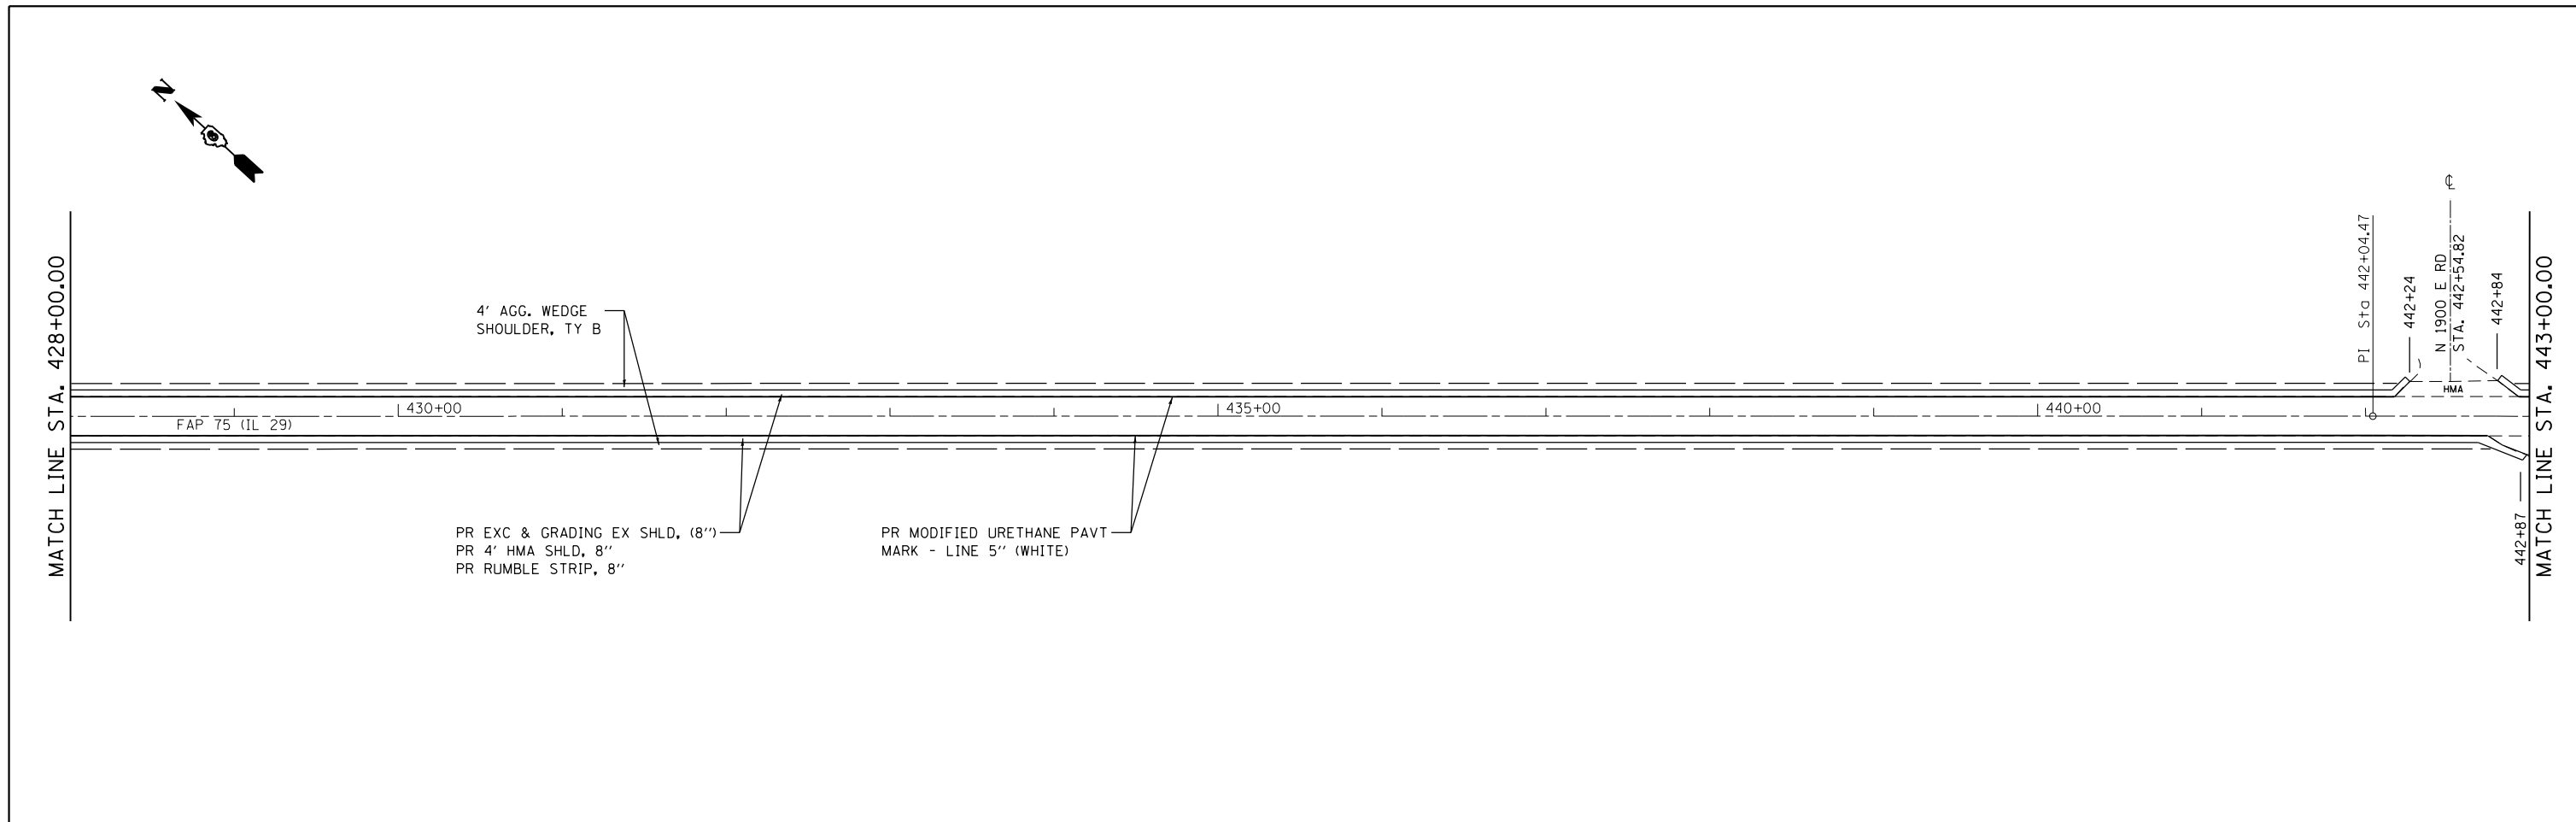 N
MATCH LINE STA. 428+00.00
4' AGG. WEDGE
SHOULDER, TY B
FAP 75 (IL 29)
430+00
435+00
440+00
PR EXC & GRADING EX SHLD, (8'')
PR 4' HMA SHLD, 8''
PR RUMBLE STRIP, 8''
PR MODIFIED URETHANE PAVT
MARK - LINE 5'' (WHITE)
PI Sta 442+04.47
442+24
℄
N 1900 E RD
STA. 442+54.82
HMA
442+84
442+87
MATCH LINE STA. 443+00.00